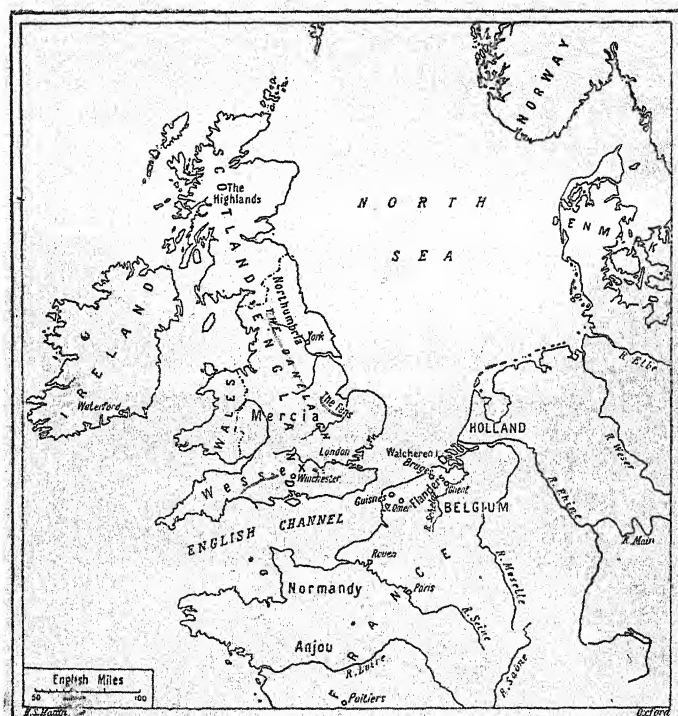 NORWAY
SCOTLAND
The
Highlands
NORTH
SEA
DENMARK
IRELAND
ENGLAND
Northumbria
THE DANELAGH
York
R. Elbe
Waterford
WALES
Mercia
The Fens
HOLLAND
R. Weser
London
Walcheren I.
Wessex
Winchester
Bruges
Ghent
R. Rhine
Guisnes
St. Omer
Flanders
R. Scheldt
BELGIUM
ENGLISH CHANNEL
R. Main
Rouen
FRANCE
Normandy
Paris
R. Moselle
R. Seine
Anjou
R. Loire
R. Saône
English Miles
50
100
Poitiers
Oxford